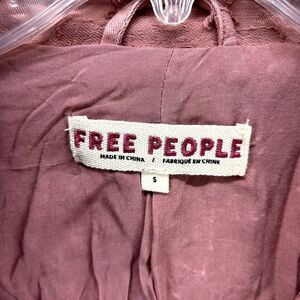 FREE PEOPLE
MADE IN CHINA / FABRIQUÉ EN CHINE
S